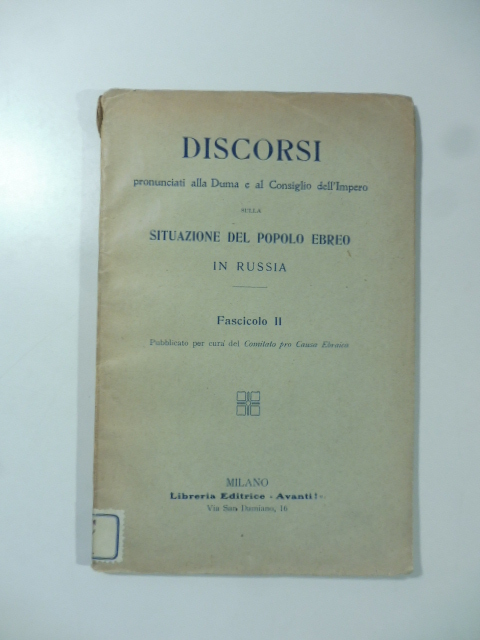 DISCORSI
pronunciati alla Duma e al Consiglio dell'Impero
SULLA
SITUAZIONE DEL POPOLO EBREO
IN RUSSIA
Fascicolo II
Pubblicato per cura del Comitato pro Causa Ebraica
MILANO
Libreria Editrice «Avanti!»
Via San Damiano, 16